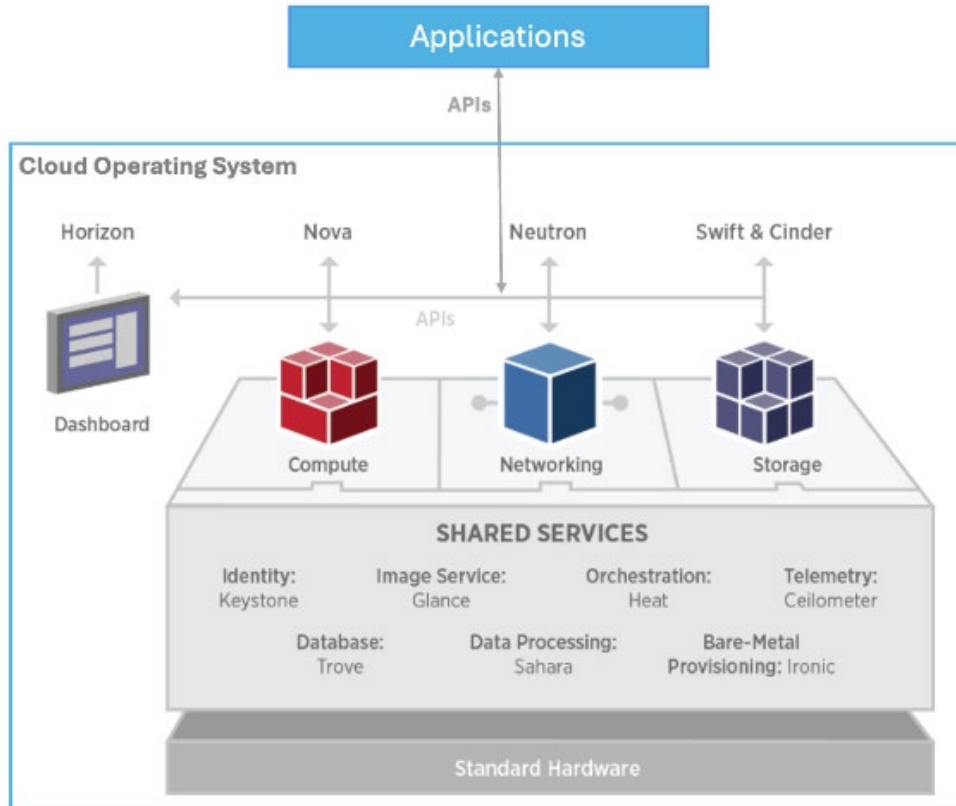 Applications
APIs
Cloud Operating System
Horizon
Nova
Neutron
Swift & Cinder
APIs
Dashboard
Compute
Networking
Storage
SHARED SERVICES
Identity:
Keystone
Image Service:
Glance
Orchestration:
Heat
Telemetry:
Ceilometer
Database:
Trove
Data Processing:
Sahara
Bare-Metal
Provisioning: Ironic
Standard Hardware